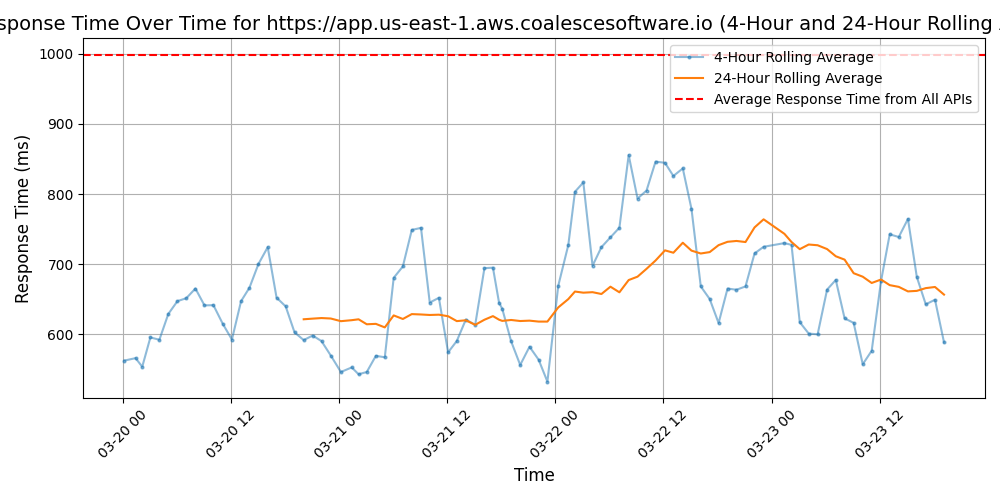 sponse Time Over Time for https://app.us-east-1.aws.coalescesoftware.io (4-Hour and 24-Hour Rolling
4-Hour Rolling Average
24-Hour Rolling Average
Average Response Time from All APIs
Response Time (ms)
1000
900
800
700
600
03-20 00
03-20 12
03-21 00
03-21 12
03-22 00
03-22 12
03-23 00
03-23 12
Time